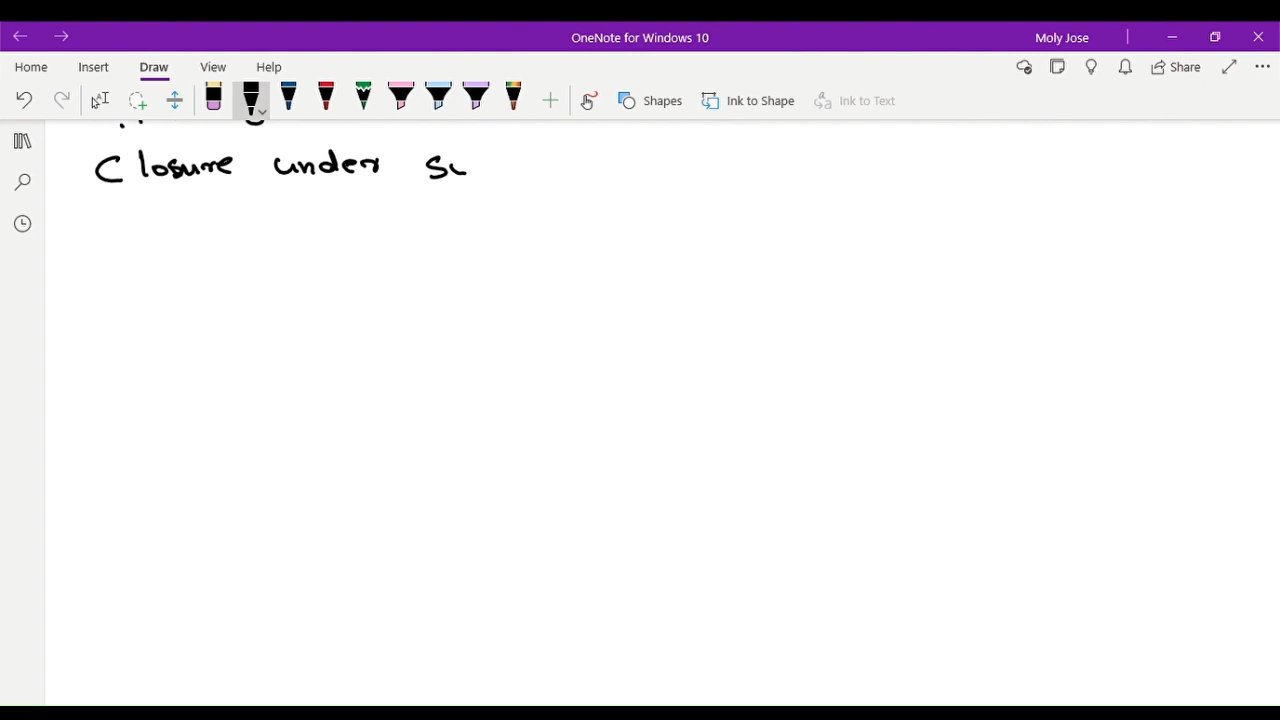 OneNote for Windows 10
Moly Jose
Home Insert Draw View Help
Share
Shapes Ink to Shape Ink to Text
Closure under